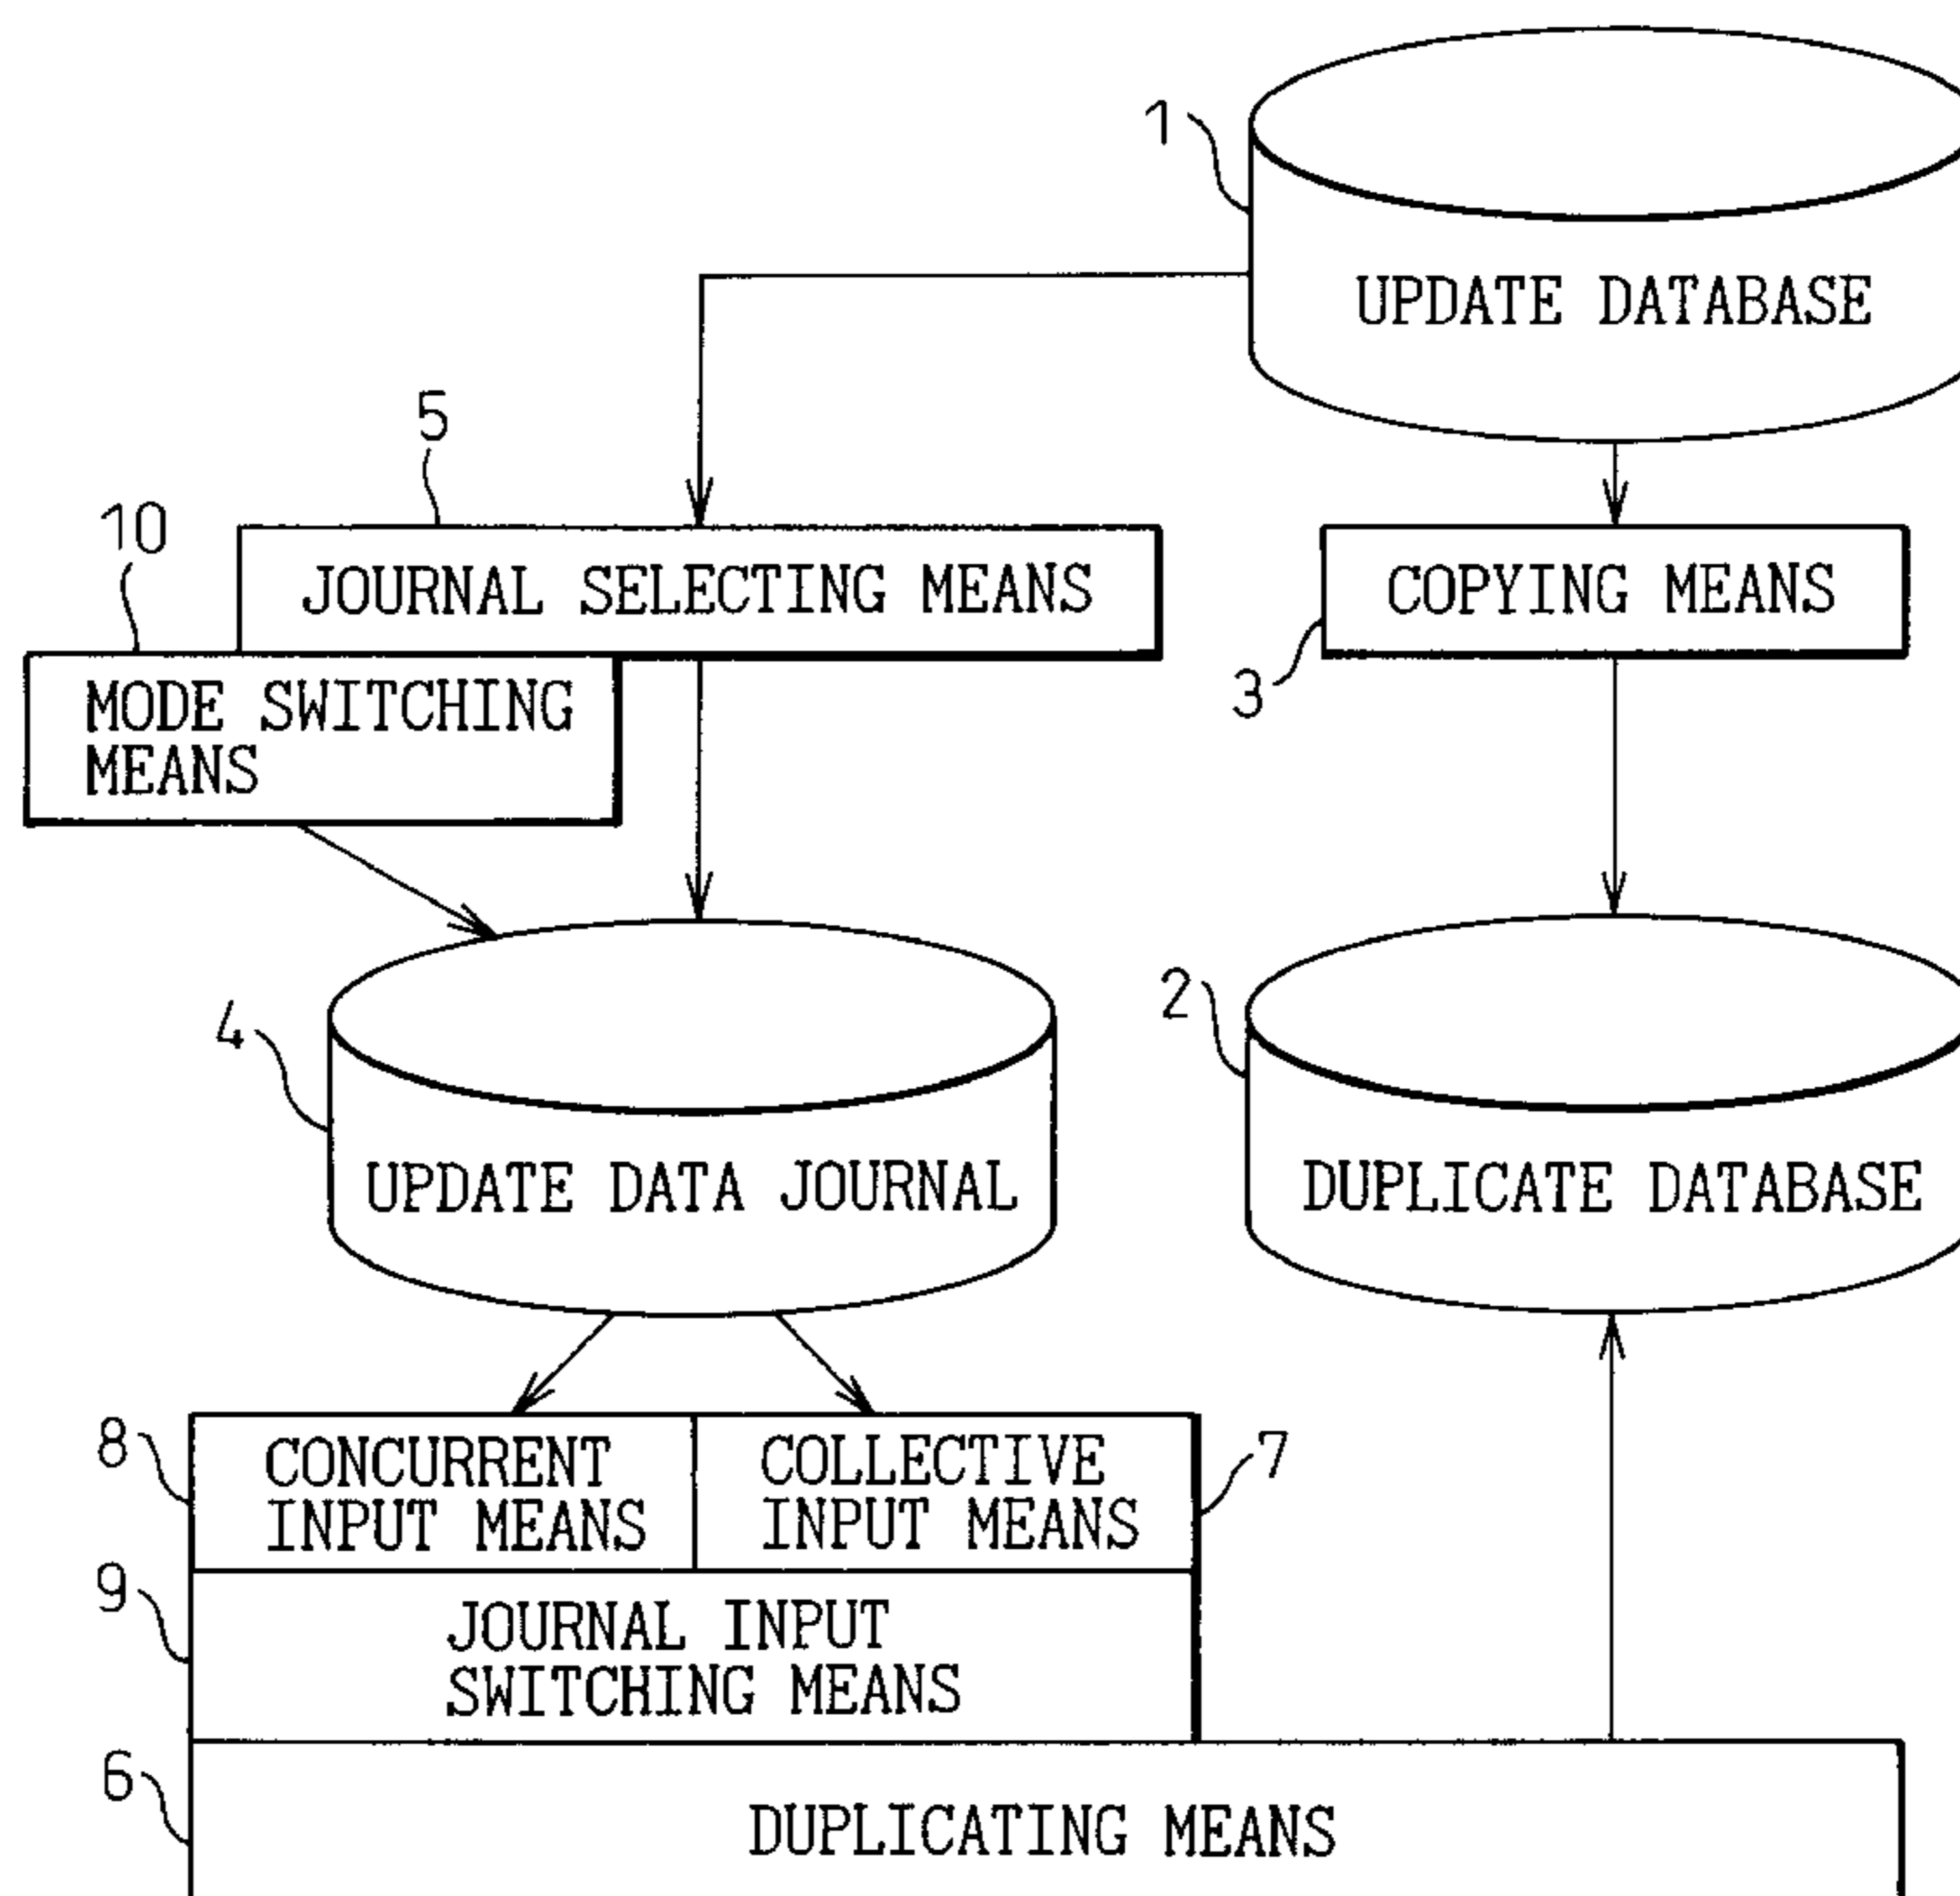 1
UPDATE DATABASE
5
10
JOURNAL SELECTING MEANS
COPYING MEANS
3
MODE SWITCHING
MEANS
4
2
UPDATE DATA JOURNAL
DUPLICATE DATABASE
8
CONCURRENT
INPUT MEANS
COLLECTIVE
INPUT MEANS
7
9
JOURNAL INPUT
SWITCHING MEANS
6
DUPLICATING MEANS